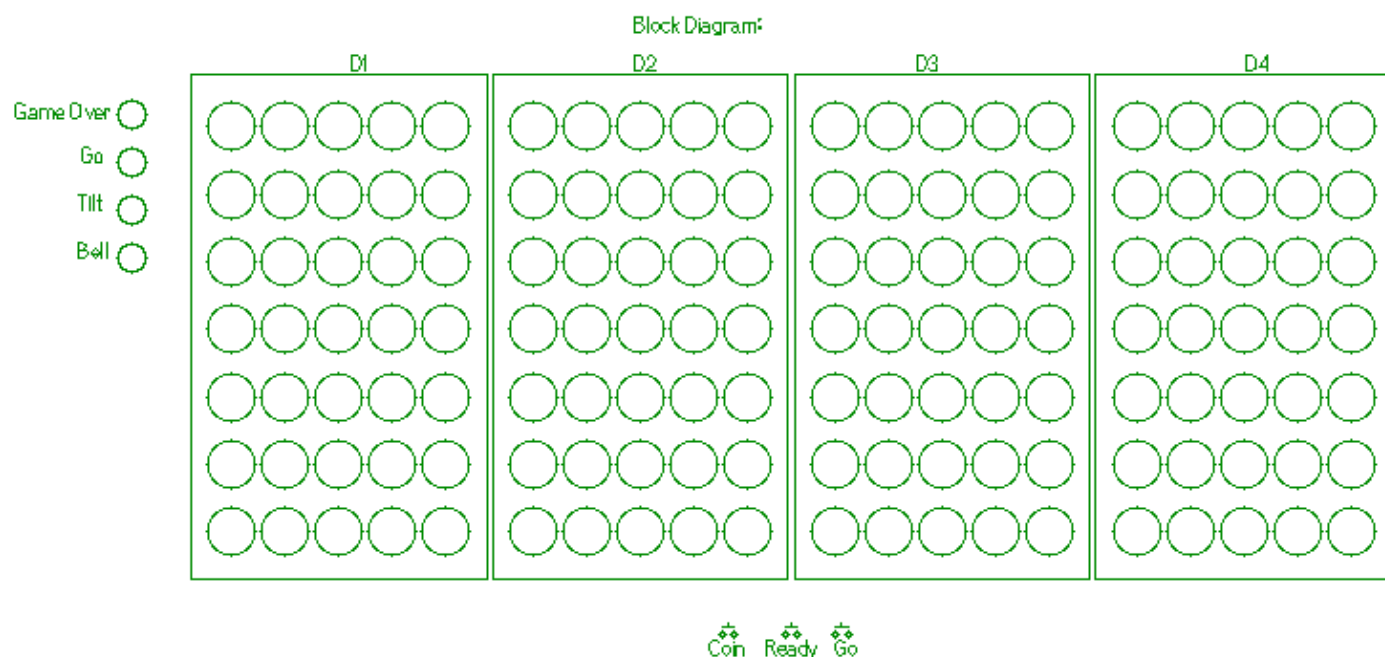 Block Diagram:
D1 D2 D3 D4
Game Over
Go
Tilt
Bell
Coin Ready Go